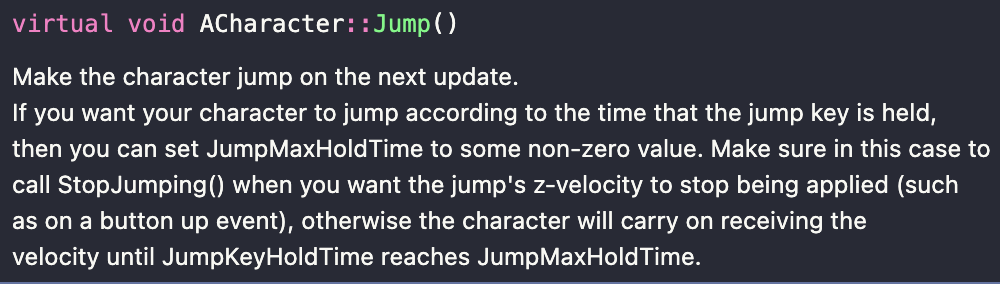 virtual void ACharacter::Jump()
Make the character jump on the next update.
If you want your character to jump according to the time that the jump key is held,
then you can set JumpMaxHoldTime to some non-zero value. Make sure in this case to
call StopJumping() when you want the jump's z-velocity to stop being applied (such
as on a button up event), otherwise the character will carry on receiving the
velocity until JumpKeyHoldTime reaches JumpMaxHoldTime.